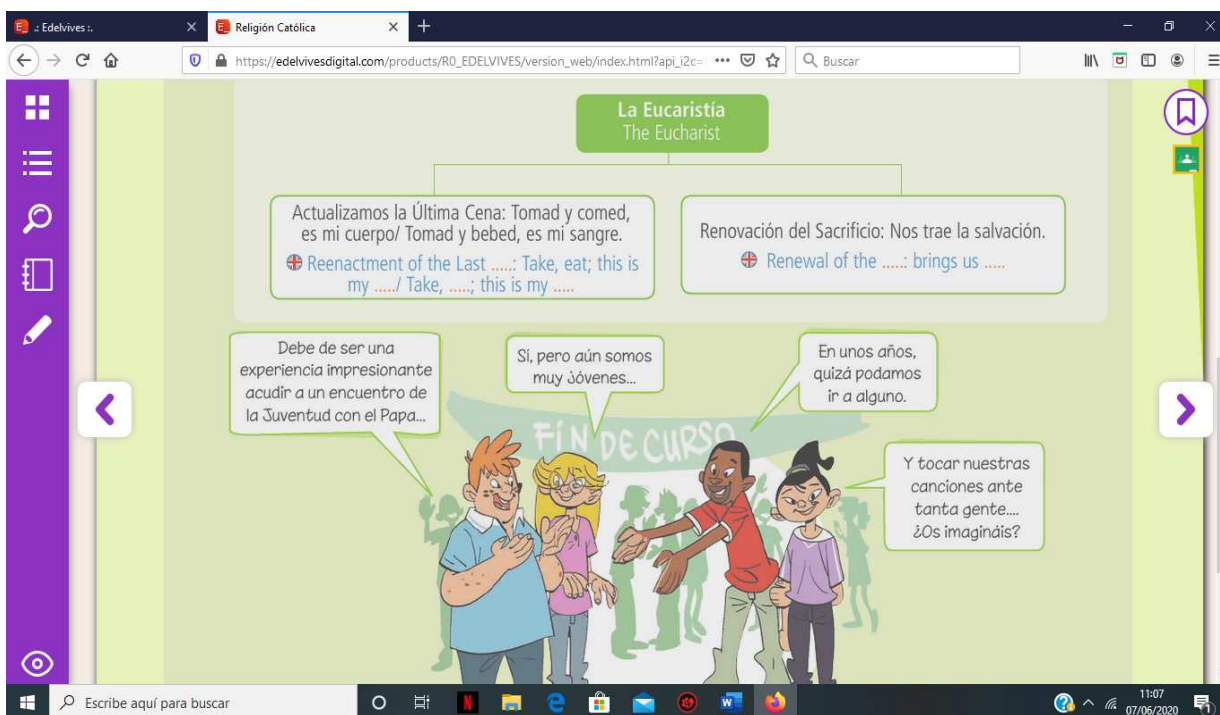 .: Edelvives :.
Religión Católica
https://edelvivesdigital.com/products/R0_EDELVIVES/version_web/index.html?api_i2c=
Buscar
La Eucaristía
The Eucharist
Actualizamos la Última Cena: Tomad y comed,
es mi cuerpo/ Tomad y bebed, es mi sangre.
Reenactment of the Last .....: Take, eat; this is
my ...../ Take, .....; this is my .....
Renovación del Sacrificio: Nos trae la salvación.
Renewal of the .....: brings us .....
Debe de ser una
experiencia impresionante
acudir a un encuentro de
la Juventud con el Papa...
Sí, pero aún somos
muy jóvenes...
En unos años,
quizá podamos
ir a alguno.
Y tocar nuestras
canciones ante
tanta gente....
¿Os imagináis?
FIN DE CURSO
Escribe aquí para buscar
11:07
07/06/2020